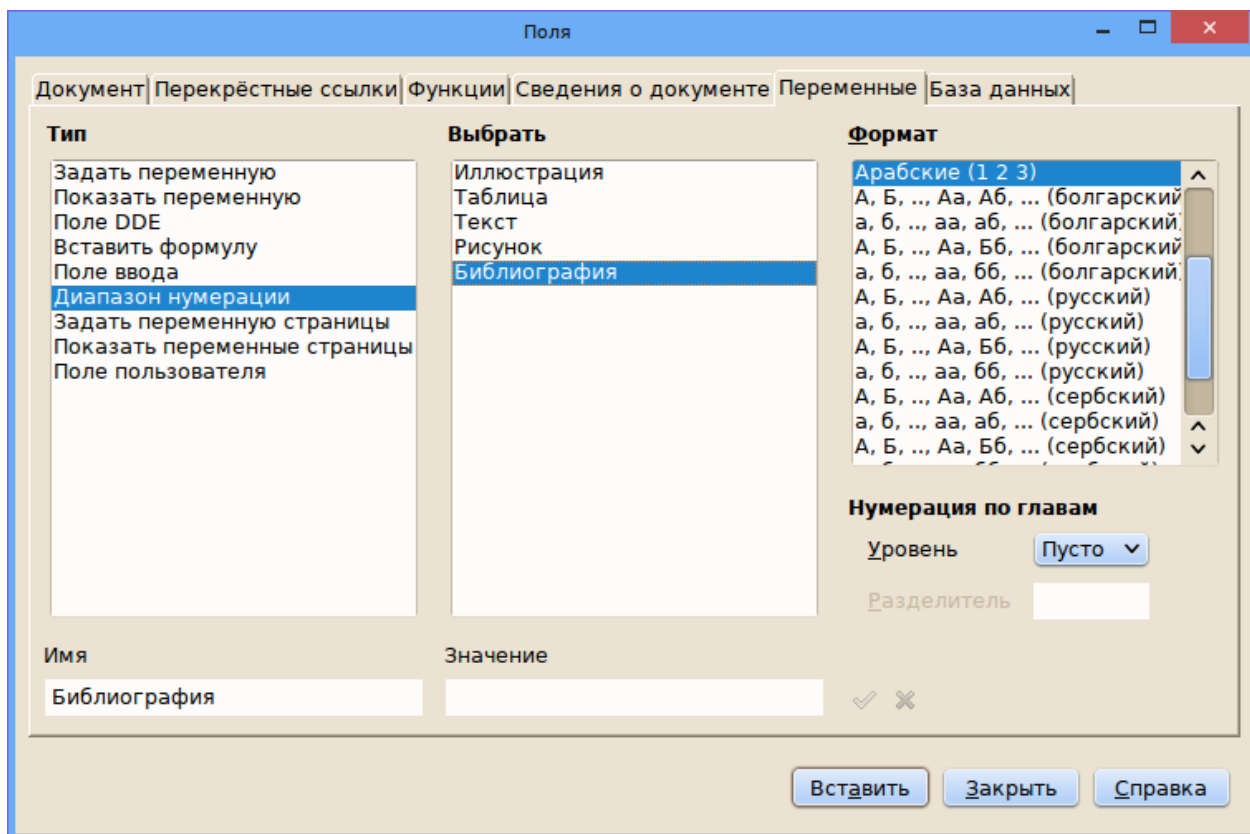 Поля
Документ Перекрёстные ссылки Функции Сведения о документе Переменные База данных
Тип
Задать переменную
Показать переменную
Поле DDE
Вставить формулу
Поле ввода
Диапазон нумерации
Задать переменную страницы
Показать переменные страницы
Поле пользователя
Выбрать
Иллюстрация
Таблица
Текст
Рисунок
Библиография
Формат
Арабские (1 2 3)
А, Б, .., Аа, Аб, ... (болгарский
а, б, .., аа, аб, ... (болгарский)
А, Б, .., Аа, Бб, ... (болгарский
а, б, .., аа, бб, ... (болгарский)
А, Б, .., Аа, Аб, ... (русский)
а, б, .., аа, аб, ... (русский)
А, Б, .., Аа, Бб, ... (русский)
а, б, .., аа, бб, ... (русский)
А, Б, .., Аа, Аб, ... (сербский)
а, б, .., аа, аб, ... (сербский)
А, Б, .., Аа, Бб, ... (сербский)
Нумерация по главам
Уровень Пусто
Разделитель
Имя
Библиография
Значение
Вставить Закрыть Справка